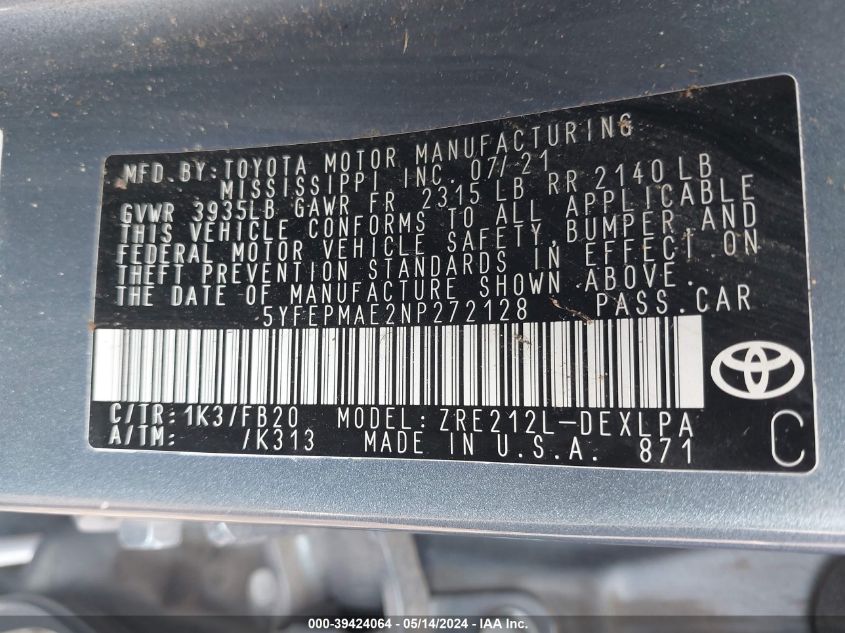 MFD.BY:TOYOTA MOTOR MANUFACTURING
MISSISSIPPI INC. 07/21
GVWR 3935LB GAWR FR 2315 LB RR 2140 LB
THIS VEHICLE CONFORMS TO ALL APPLICABLE
FEDERAL MOTOR VEHICLE SAFETY,BUMPER,AND
THEFT PREVENTION STANDARDS IN EFFECT ON
THE DATE OF MANUFACTURE SHOWN ABOVE.
5YFEPMAE2NP272128 PASS.CAR
C/TR:1K3/FB20 MODEL:ZRE212L-DEXLPA
A/TM: /K313 MADE IN U.S.A. 871 C
000-39424064 - 05/14/2024 - IAAI.com